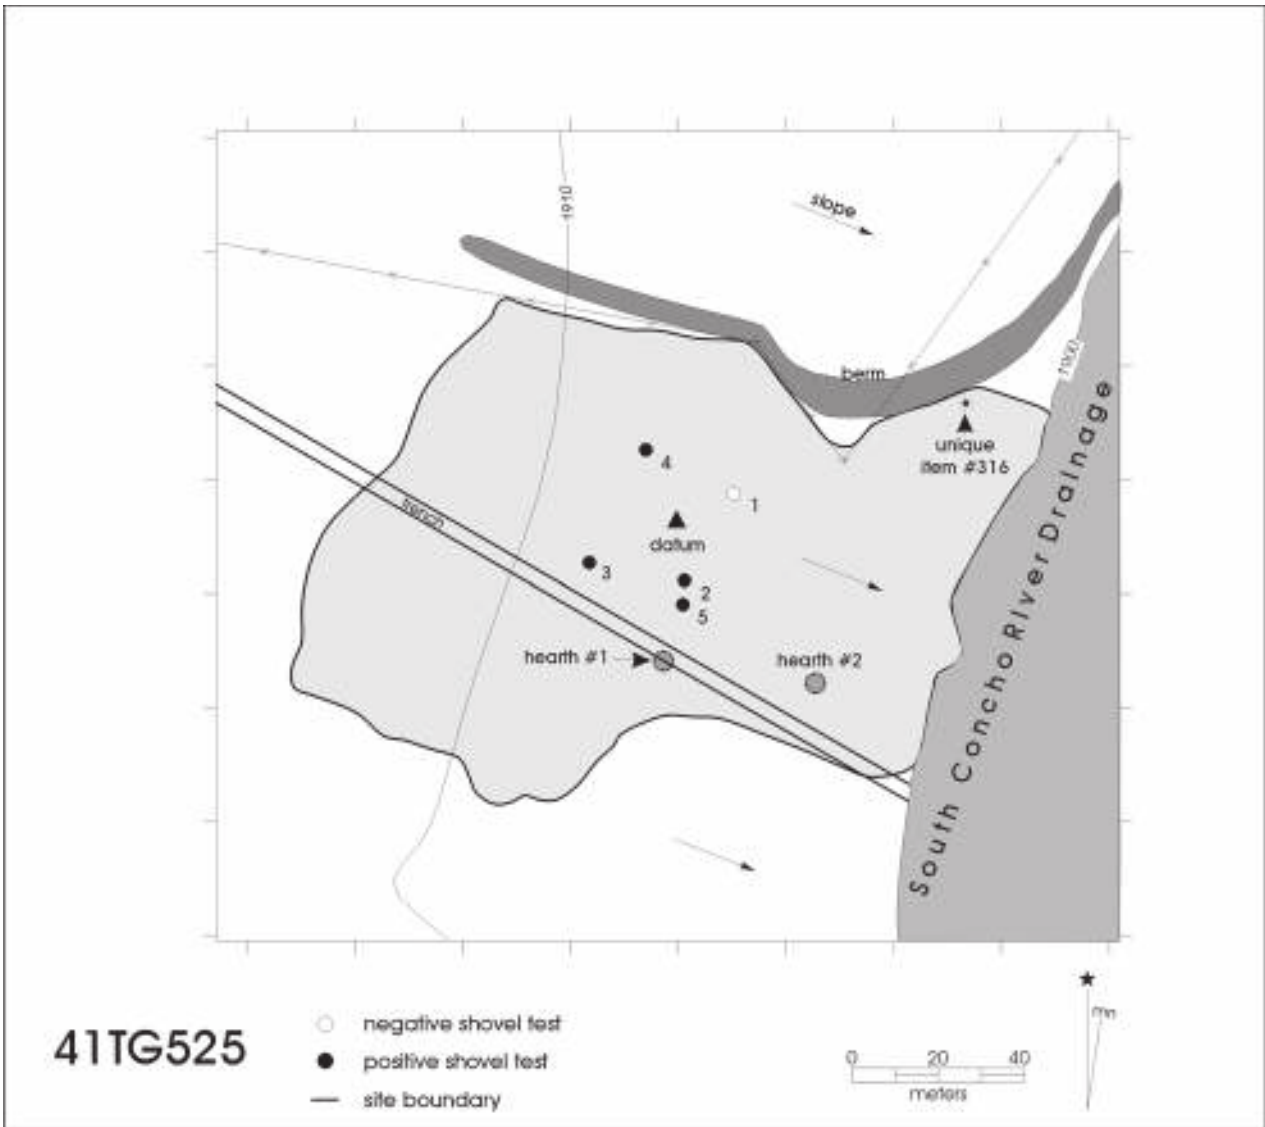 1910
slope
1900
berm
unique
item #316
4
1
trench
datum
3
2
5
hearth #1
hearth #2
South Concho River Drainage
mn
41TG525
negative shovel test
positive shovel test
site boundary
0 20 40
meters